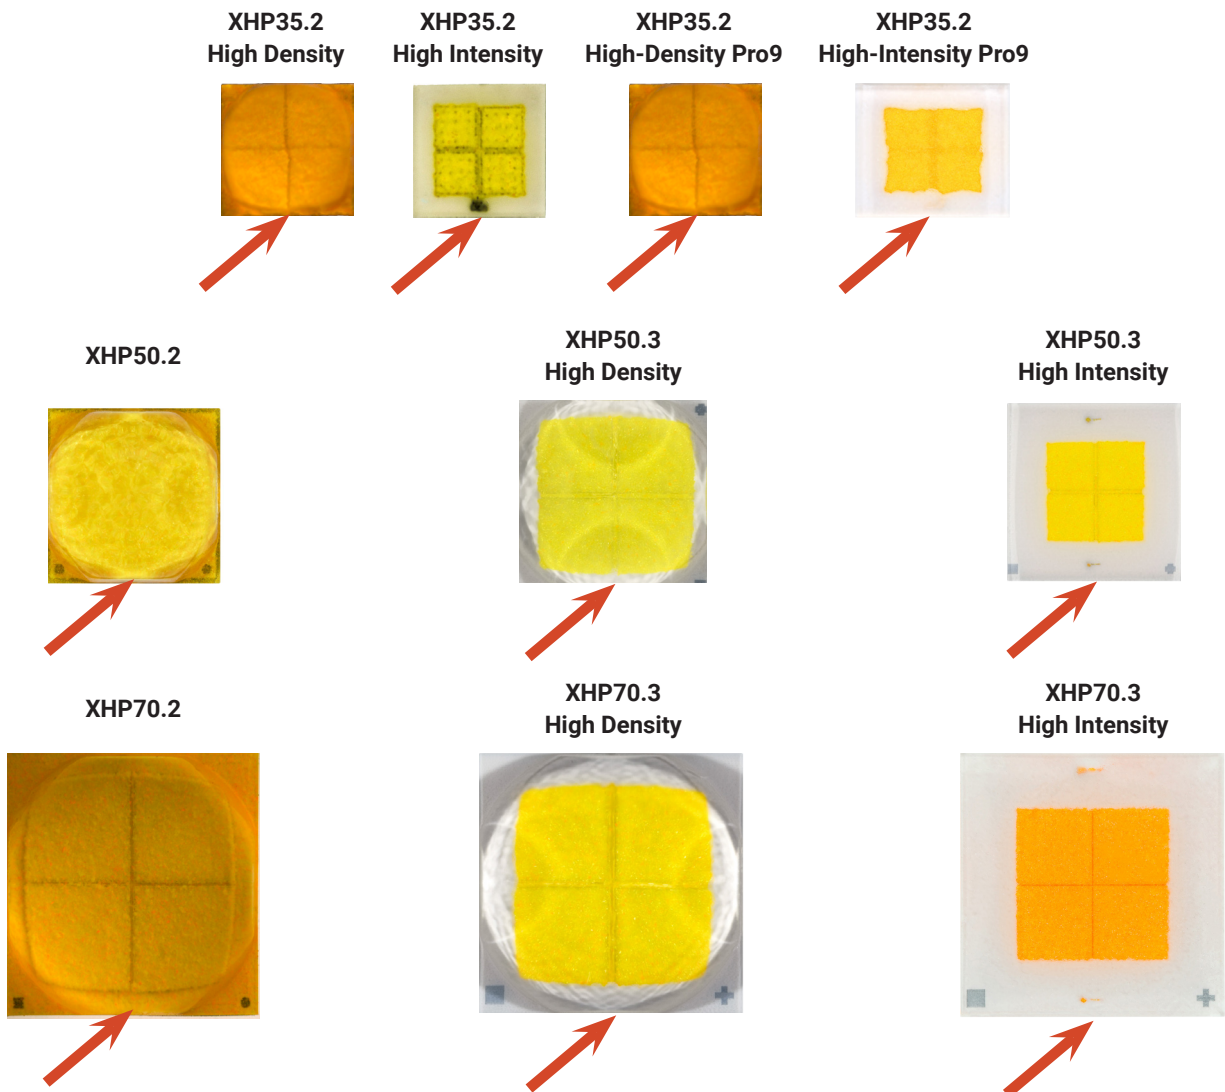 XHP35.2
High Density
XHP35.2
High Intensity
XHP35.2
High-Density Pro9
XHP35.2
High-Intensity Pro9
XHP50.2
XHP50.3
High Density
XHP50.3
High Intensity
XHP70.2
XHP70.3
High Density
XHP70.3
High Intensity